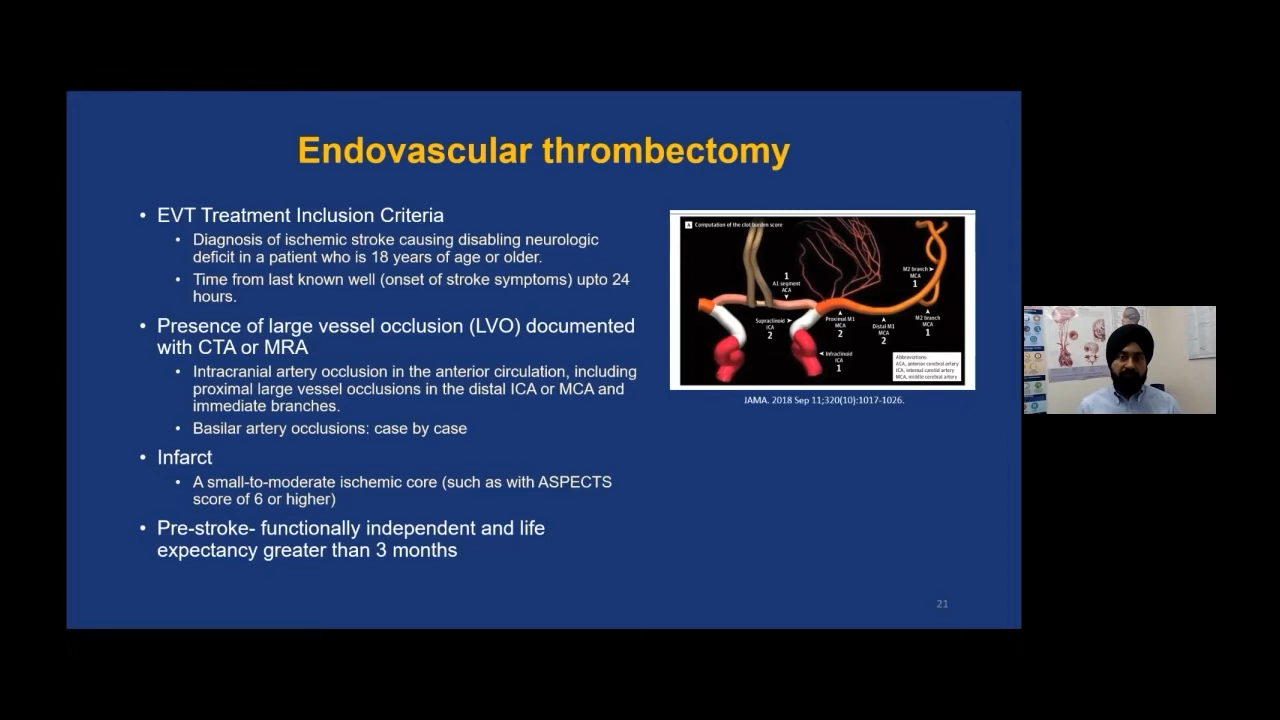 Endovascular thrombectomy
• EVT Treatment Inclusion Criteria
• Diagnosis of ischemic stroke causing disabling neurologic
deficit in a patient who is 18 years of age or older.
• Time from last known well (onset of stroke symptoms) upto 24
hours.
• Presence of large vessel occlusion (LVO) documented
with CTA or MRA
• Intracranial artery occlusion in the anterior circulation, including
proximal large vessel occlusions in the distal ICA or MCA and
immediate branches.
• Basilar artery occlusions: case by case
• Infarct
• A small-to-moderate ischemic core (such as with ASPECTS
score of 6 or higher)
• Pre-stroke- functionally independent and life
expectancy greater than 3 months
A Computation of the clot burden score
1
A1 segment
ACA
M2 branch
MCA
1
Supraclinoid
ICA
2
Proximal M1
MCA
2
Distal M1
MCA
2
M2 branch
MCA
1
Infraclinoid
ICA
1
Abbreviations:
ACA, anterior cerebral artery
ICA, internal carotid artery
MCA, middle cerebral artery
JAMA. 2018 Sep 11;320(10):1017-1026.
21